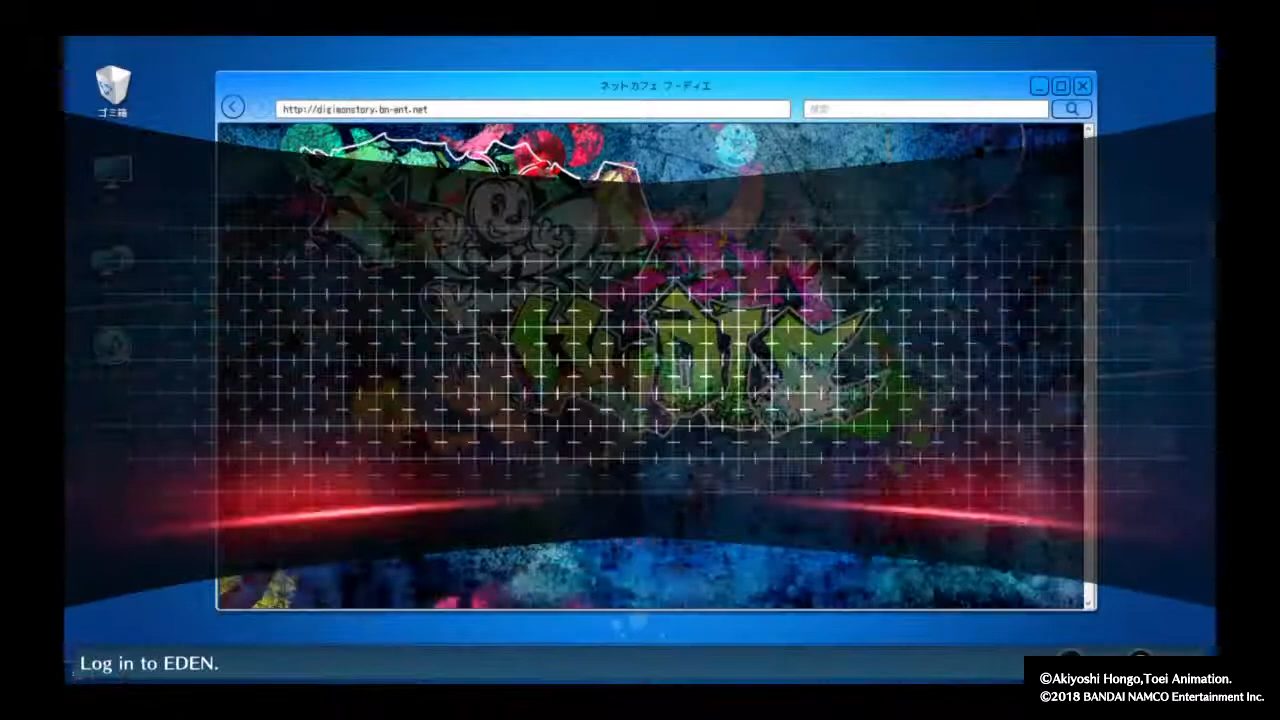 ネットカフェ フーディエ
http://digimonstory.bn-ent.net
検索
ゴミ箱
Log in to EDEN.
©Akiyoshi Hongo,Toei Animation.
©2018 BANDAI NAMCO Entertainment Inc.